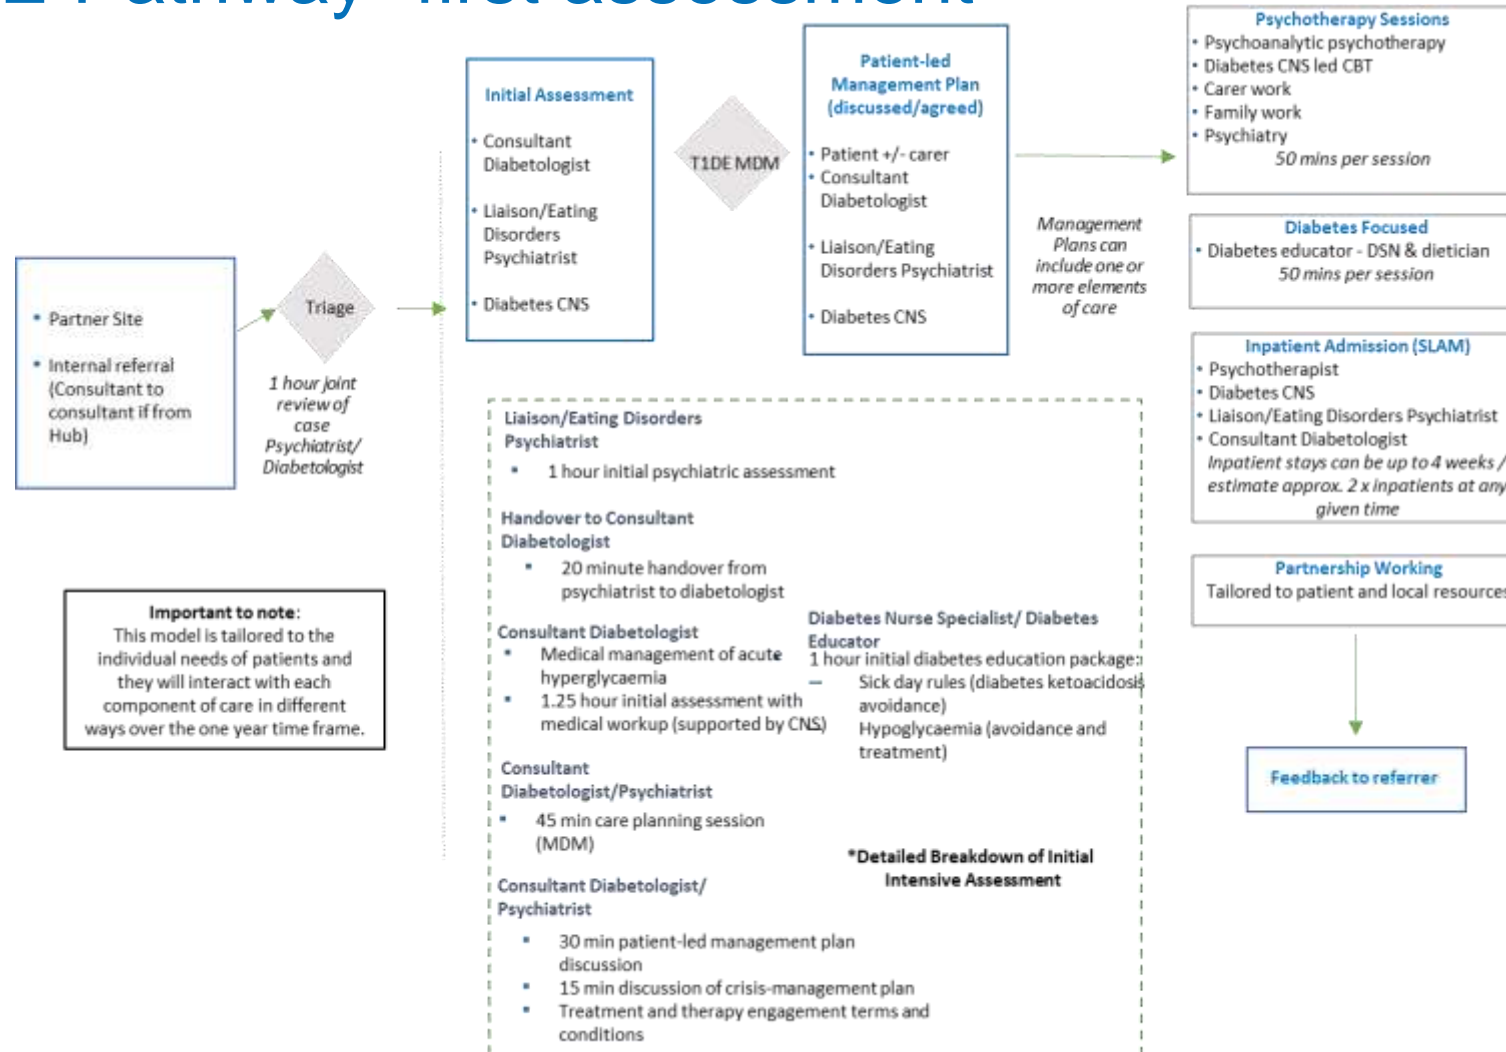 Pathway- first assessment
Partner Site
Internal referral
(Consultant to
consultant if from
Hub)
Triage
1 hour joint
review of
case
Psychiatrist/
Diabetologist
Important to note:
This model is tailored to the
individual needs of patients and
they will interact with each
component of care in different
ways over the one year time frame.
Initial Assessment
Consultant
Diabetologist
Liaison/Eating
Disorders
Psychiatrist
Diabetes CNS
T1DE MDM
Patient-led
Management Plan
(discussed/agreed)
Patient +/- carer
Consultant
Diabetologist
Liaison/Eating
Disorders Psychiatrist
Diabetes CNS
Management
Plans can
include one or
more elements
of care
Psychotherapy Sessions
Psychoanalytic psychotherapy
Diabetes CNS led CBT
Carer work
Family work
Psychiatry
50 mins per session
Diabetes Focused
Diabetes educator - DSN & dietician
50 mins per session
Inpatient Admission (SLAM)
Psychotherapist
Diabetes CNS
Liaison/Eating Disorders Psychiatrist
Consultant Diabetologist
Inpatient stays can be up to 4 weeks /
estimate approx. 2 x inpatients at any
given time
Partnership Working
Tailored to patient and local resources
Feedback to referrer
Liaison/Eating Disorders
Psychiatrist
1 hour initial psychiatric assessment
Handover to Consultant
Diabetologist
20 minute handover from
psychiatrist to diabetologist
Consultant Diabetologist
Medical management of acute
hyperglycaemia
1.25 hour initial assessment with
medical workup (supported by CNS)
Consultant
Diabetologist/Psychiatrist
45 min care planning session
(MDM)
Consultant Diabetologist/
Psychiatrist
30 min patient-led management plan
discussion
15 min discussion of crisis-management plan
Treatment and therapy engagement terms and
conditions
Diabetes Nurse Specialist/ Diabetes
Educator
1 hour initial diabetes education package:
Sick day rules (diabetes ketoacidosis
avoidance)
Hypoglycaemia (avoidance and
treatment)
*Detailed Breakdown of Initial
Intensive Assessment